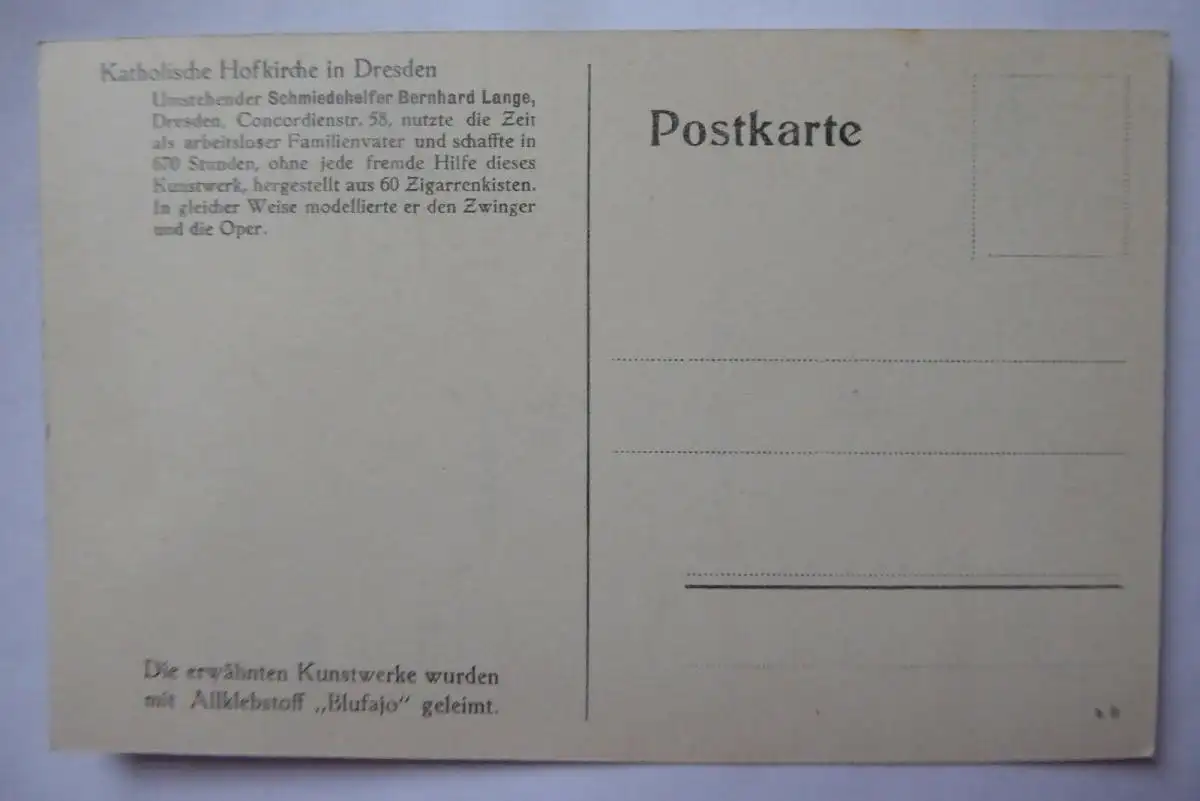 Katholische Hofkirche in Dresden
Umstehender Schmiedehelfer Bernhard Lange,
Dresden, Concordienstr. 58, nutzte die Zeit
als arbeitsloser Familienvater und schaffte in
670 Stunden, ohne jede fremde Hilfe dieses
Kunstwerk, hergestellt aus 60 Zigarrenkisten.
In gleicher Weise modellierte er den Zwinger
und die Oper.
Die erwähnten Kunstwerke wurden
mit Allklebstoff „Blufajo“ geleimt.
Postkarte